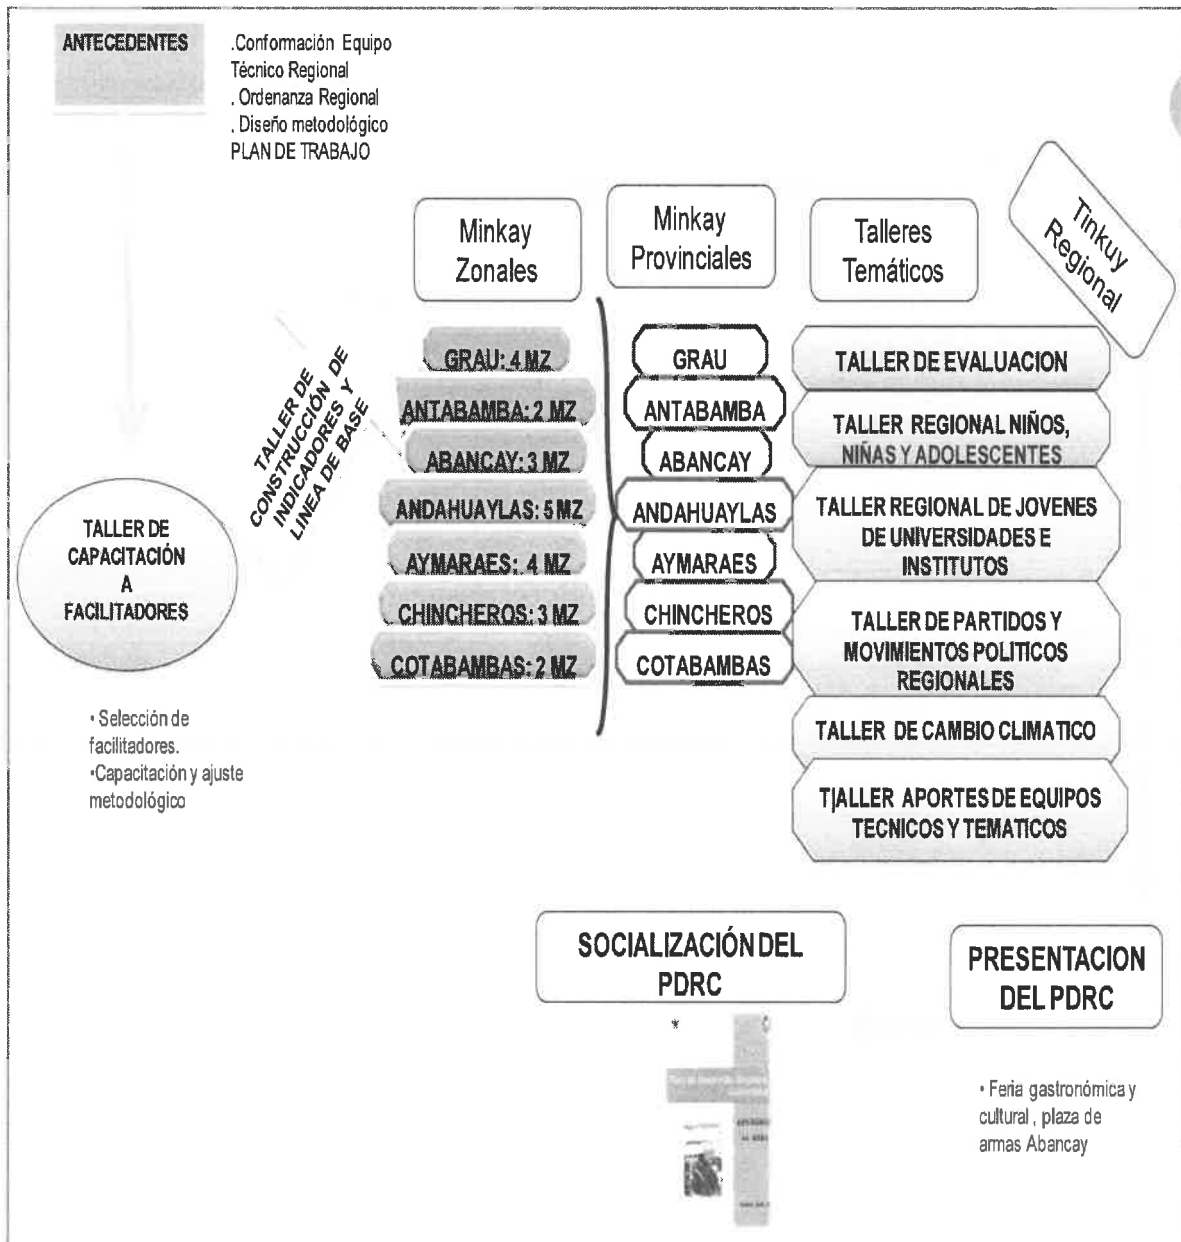 ANTECEDENTES
.Conformación Equipo
Técnico Regional
. Ordenanza Regional
. Diseño metodológico
PLAN DE TRABAJO
Minkay
Zonales
Minkay
Provinciales
Talleres
Temáticos
Tinkuy
Regional
TALLER DE
CONSTRUCCIÓN DE
INDICADORES Y
LINEA DE BASE
GRAU: 4 MZ
ANTABAMBA: 2 MZ
ABANCAY: 3 MZ
ANDAHUAYLAS: 5 MZ
AYMARAES: 4 MZ
CHINCHEROS: 3 MZ
COTABAMBAS: 2 MZ
GRAU
ANTABAMBA
ABANCAY
ANDAHUAYLAS
AYMARAES
CHINCHEROS
COTABAMBAS
TALLER DE EVALUACION
TALLER REGIONAL NIÑOS,
NIÑAS Y ADOLESCENTES
TALLER REGIONAL DE JOVENES
DE UNIVERSIDADES E
INSTITUTOS
TALLER DE PARTIDOS Y
MOVIMIENTOS POLITICOS
REGIONALES
TALLER DE CAMBIO CLIMATICO
T|ALLER APORTES DE EQUIPOS
TECNICOS Y TEMATICOS
TALLER DE
CAPACITACIÓN
A
FACILITADORES
• Selección de
facilitadores.
•Capacitación y ajuste
metodológico
SOCIALIZACIÓN DEL
PDRC
PRESENTACION
DEL PDRC
• Feria gastronómica y
cultural , plaza de
armas Abancay